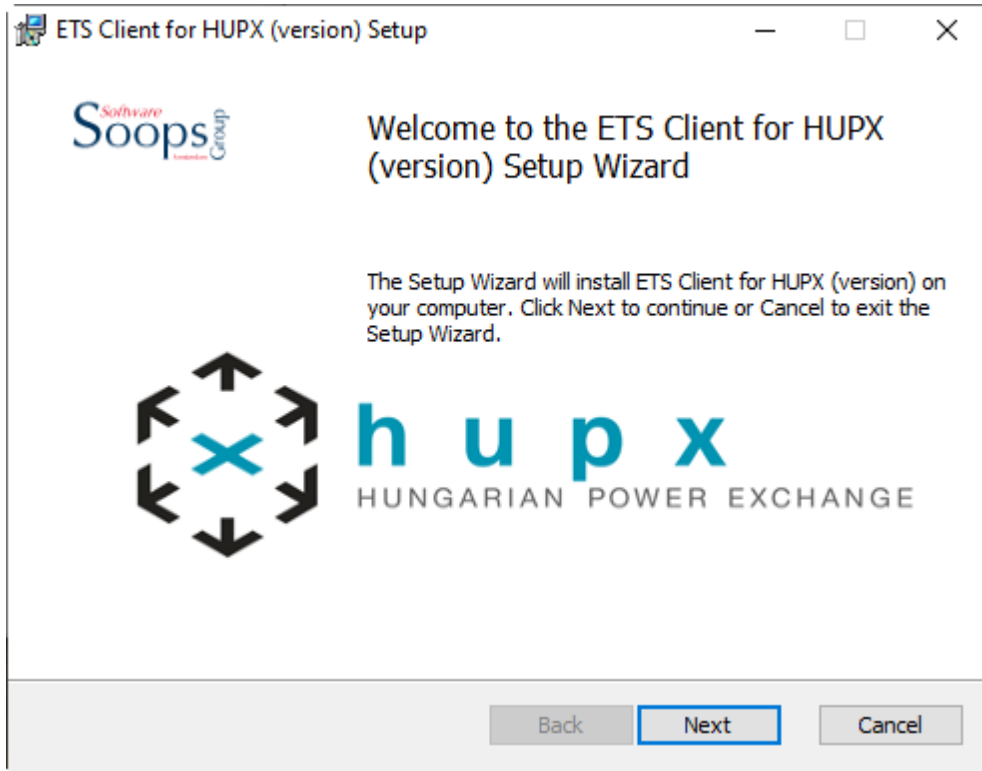 ETS Client for HUPX (version) Setup
Software
Soops
Group
Welcome to the ETS Client for HUPX
(version) Setup Wizard
The Setup Wizard will install ETS Client for HUPX (version) on
your computer. Click Next to continue or Cancel to exit the
Setup Wizard.
hupx
HUNGARIAN POWER EXCHANGE
Back
Next
Cancel